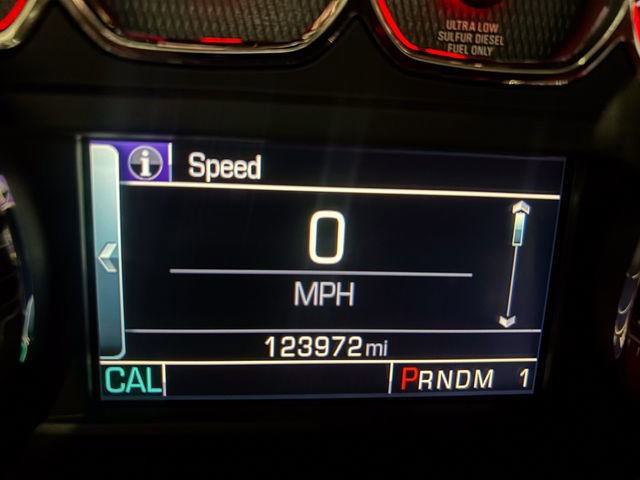 ULTRA LOW
SULFUR DIESEL
FUEL ONLY
i Speed
0
MPH
123972 mi
CAL PRNDM 1